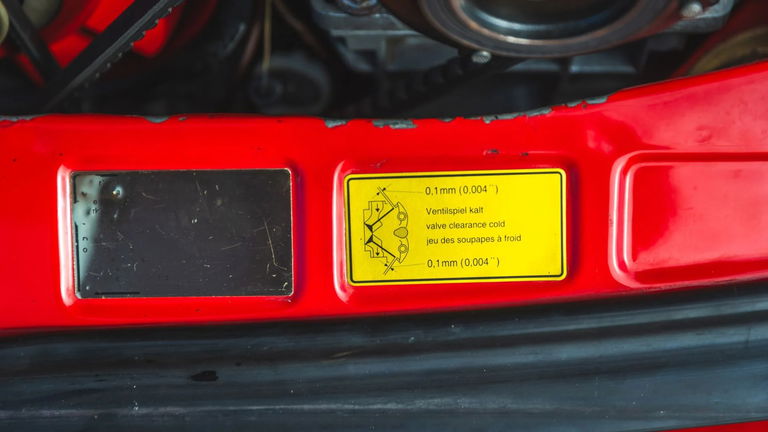 0,1mm (0,004´´)
Ventilspiel kalt
valve clearance cold
jeu des soupapes à froid
0,1mm (0,004´´)